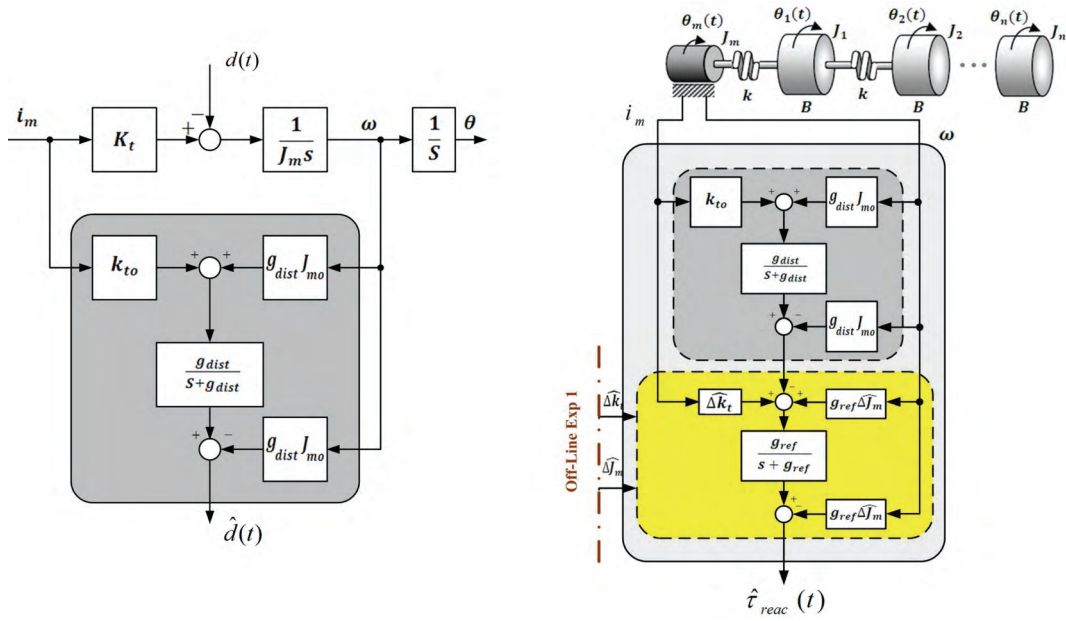 d(t)
i_m
K_t
+
−
1/(J_m s)
ω
1/S
θ
k_to
+
+
g_dist J_mo
g_dist/(S+g_dist)
+
−
g_dist J_mo
d̂(t)
θ_m(t)
θ_1(t)
θ_2(t)
θ_n(t)
J_m
J_1
J_2
J_n
k
B
k
B
B
i_m
ω
k_to
+
+
g_dist J_mo
g_dist/(S+g_dist)
+
−
g_dist J_mo
Off-Line Exp 1
Δk̂_t
ΔĴ_m
Δk̂_t
+
−
+
g_ref ΔĴ_m
g_ref/(s + g_ref)
+
−
g_ref ΔĴ_m
τ̂_reac (t)